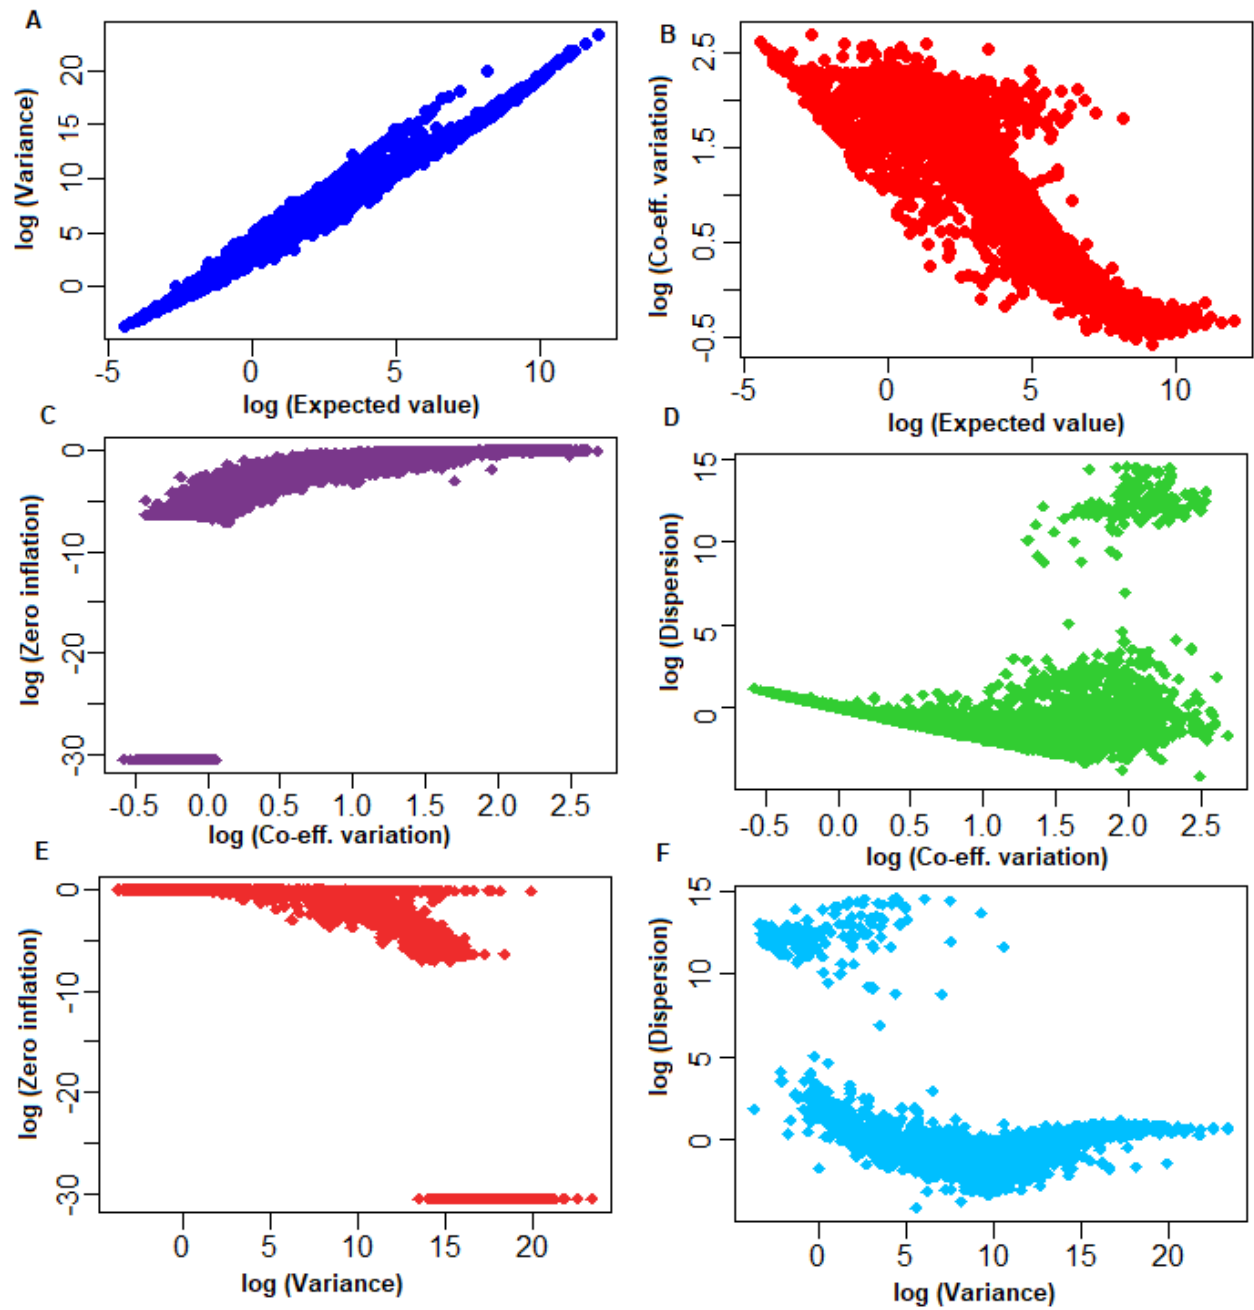 A
log (Variance)
20
15
10
5
0
-5 0 5 10
log (Expected value)
B
log (Co-eff. variation)
2.5
1.5
0.5
-0.5
-5 0 5 10
log (Expected value)
C
log (Zero inflation)
0
-10
-20
-30
-0.5 0.0 0.5 1.0 1.5 2.0 2.5
log (Co-eff. variation)
D
log (Dispersion)
15
10
5
0
-0.5 0.0 0.5 1.0 1.5 2.0 2.5
log (Co-eff. variation)
E
log (Zero inflation)
0
-10
-20
-30
0 5 10 15 20
log (Variance)
F
log (Dispersion)
15
10
5
0
0 5 10 15 20
log (Variance)